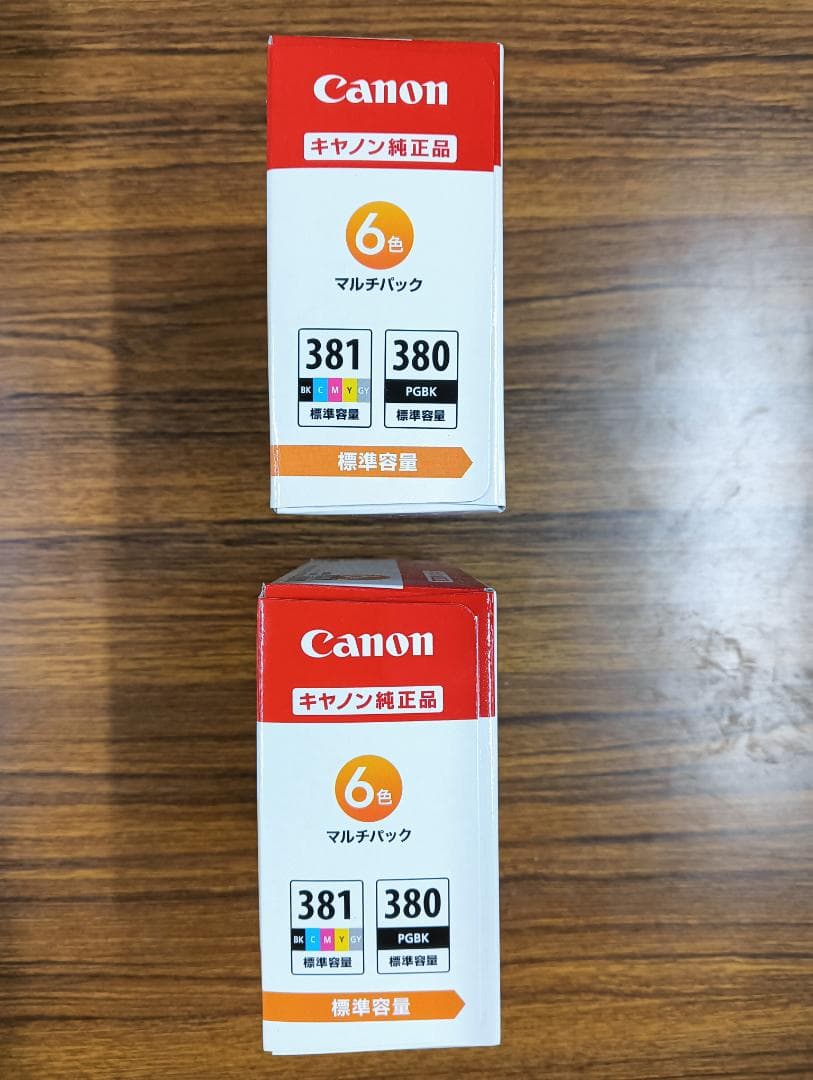 Canon
キヤノン純正品
6色
マルチパック
381 380
BK C M Y GY PGBK
標準容量 標準容量
標準容量
Canon
キヤノン純正品
6色
マルチパック
381 380
BK C M Y GY PGBK
標準容量 標準容量
標準容量